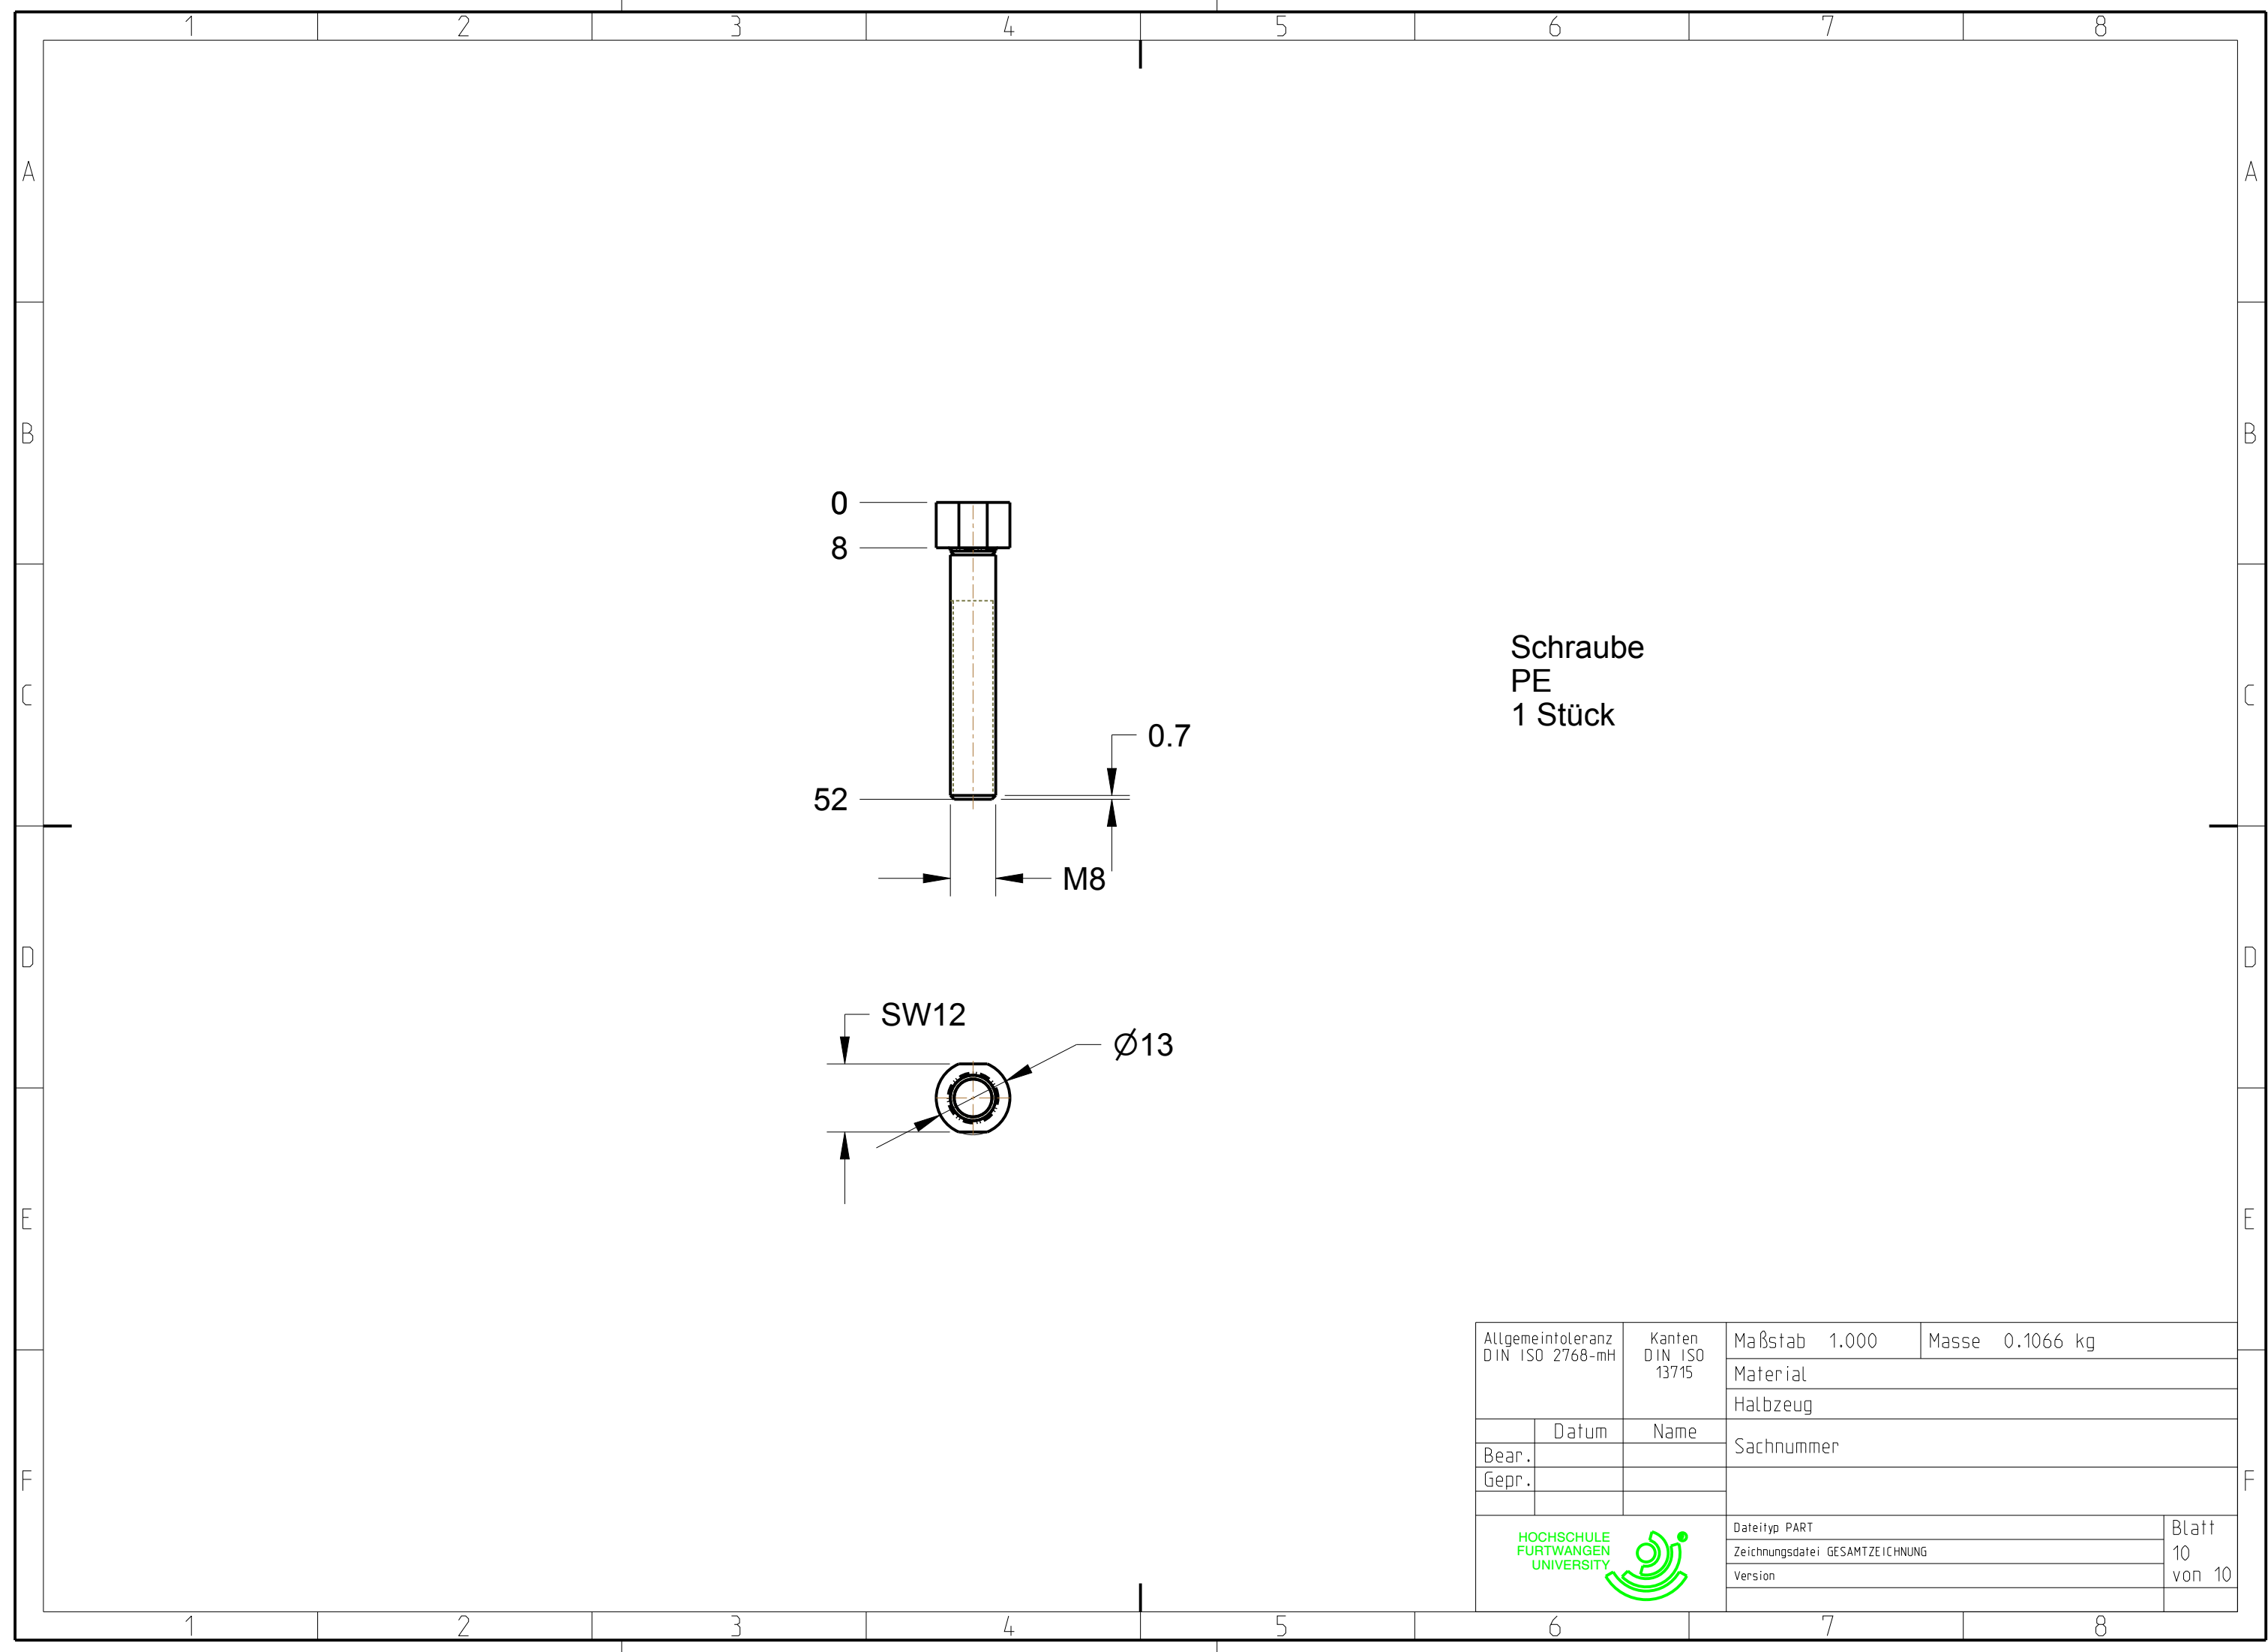 1 2 3 4 5 6 7 8
A A
B B
C C
D D
E E
F F
0
8
52
0.7
M8
SW12
Ø13
Schraube
PE
1 Stück
Allgemeintoleranz
DIN ISO 2768-mH
Kanten
DIN ISO
13715
Maßstab 1.000
Masse 0.1066 kg
Material
Halbzeug
Datum Name
Sachnummer
Bear.
Gepr.
HOCHSCHULE
FURTWANGEN
UNIVERSITY
Dateityp PART
Zeichnungsdatei GESAMTZEICHNUNG
Version
Blatt
10
von 10
1 2 3 4 5 6 7 8